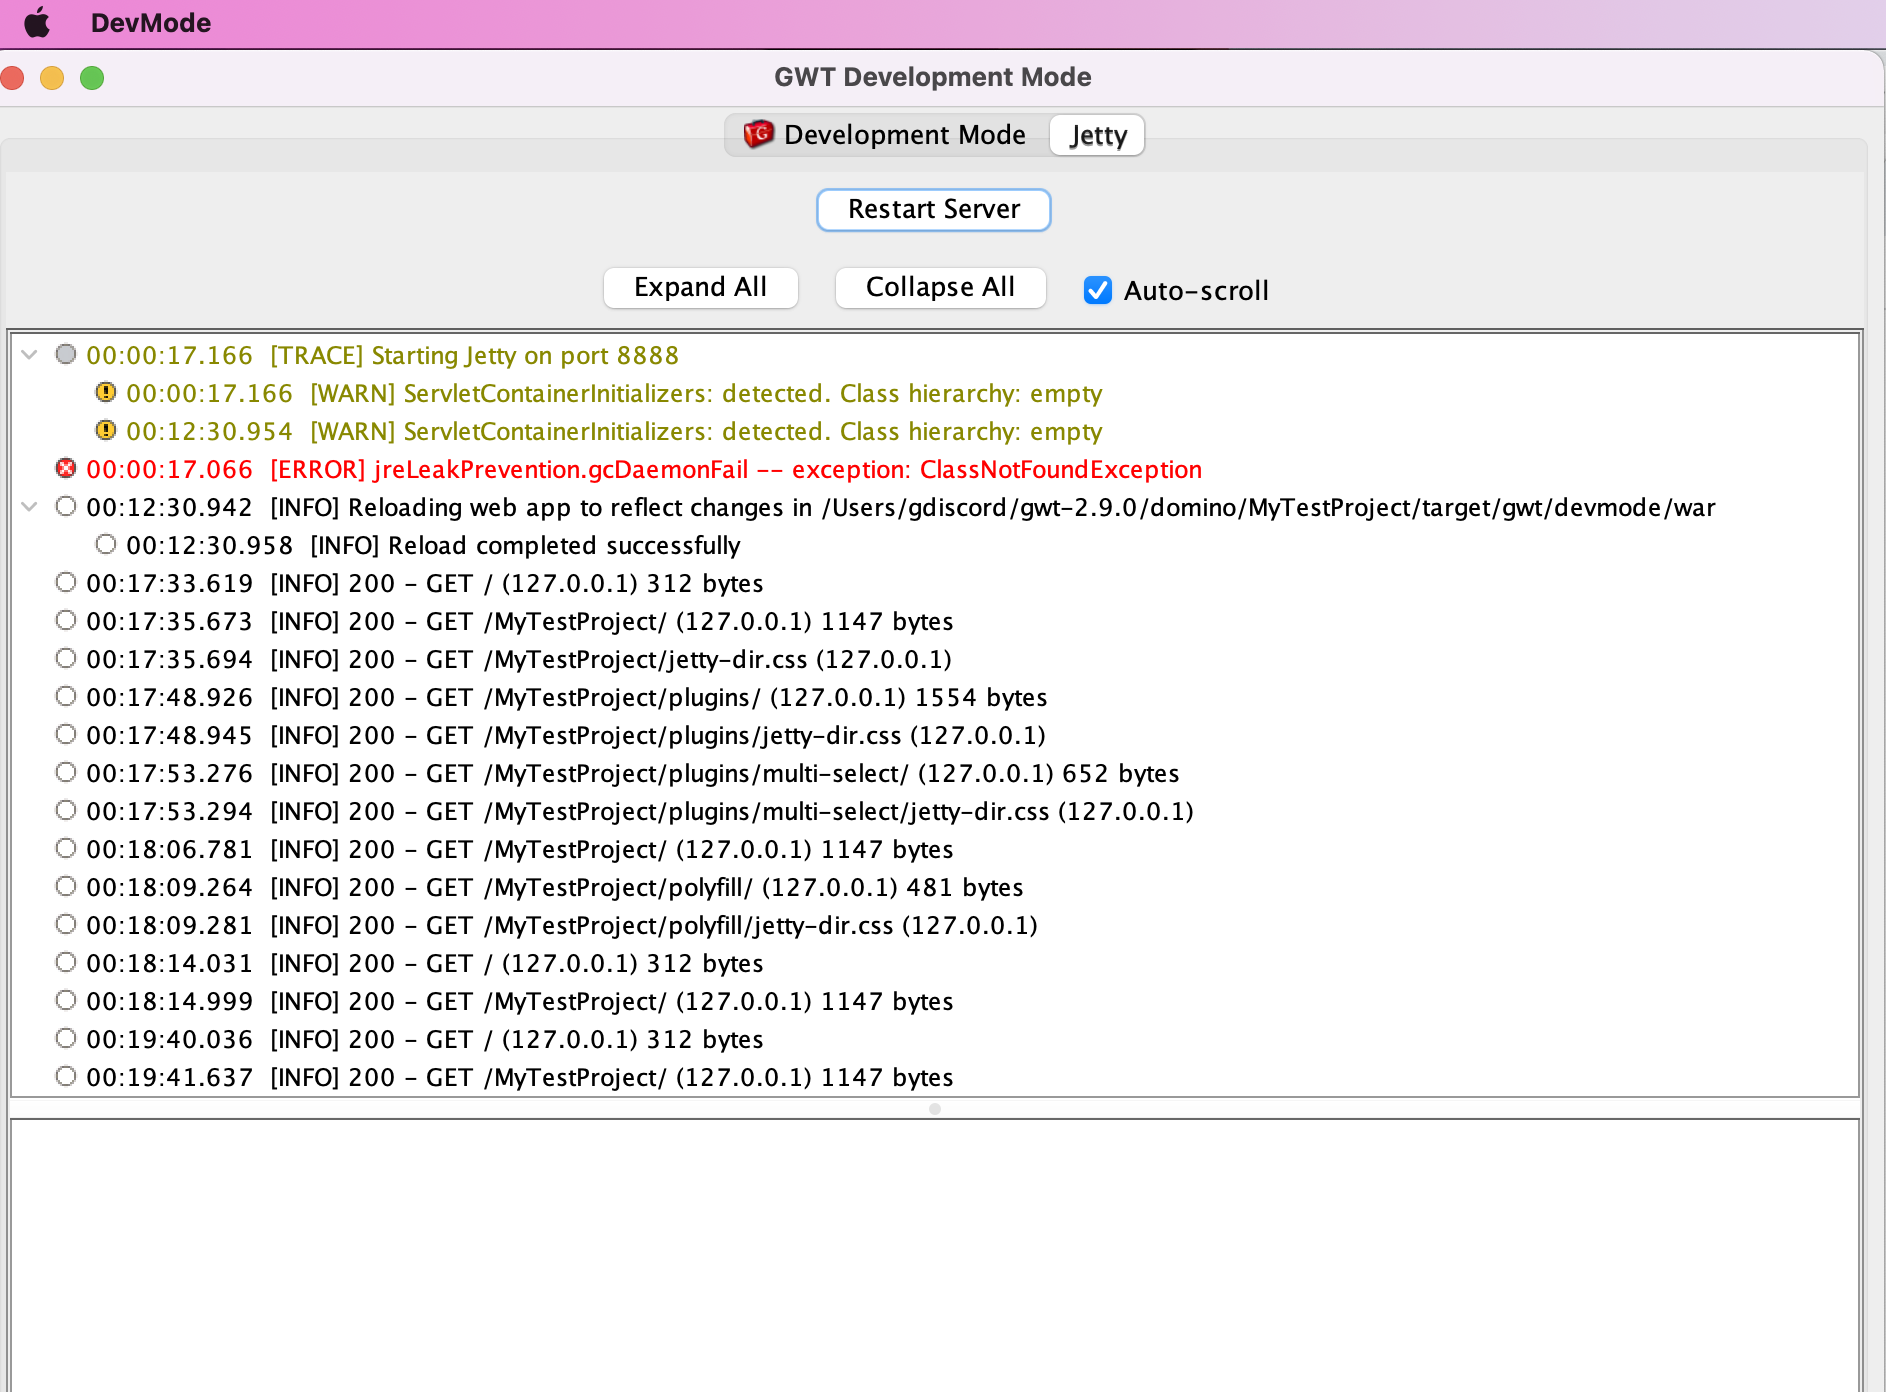 DevMode
GWT Development Mode
Development Mode
Jetty
Restart Server
Expand All
Collapse All
Auto-scroll
00:00:17.166 [TRACE] Starting Jetty on port 8888
00:00:17.166 [WARN] ServletContainerInitializers: detected. Class hierarchy: empty
00:12:30.954 [WARN] ServletContainerInitializers: detected. Class hierarchy: empty
00:00:17.066 [ERROR] jreLeakPrevention.gcDaemonFail -- exception: ClassNotFoundException
00:12:30.942 [INFO] Reloading web app to reflect changes in /Users/gdiscord/gwt-2.9.0/domino/MyTestProject/target/gwt/devmode/war
00:12:30.958 [INFO] Reload completed successfully
00:17:33.619 [INFO] 200 - GET / (127.0.0.1) 312 bytes
00:17:35.673 [INFO] 200 - GET /MyTestProject/ (127.0.0.1) 1147 bytes
00:17:35.694 [INFO] 200 - GET /MyTestProject/jetty-dir.css (127.0.0.1)
00:17:48.926 [INFO] 200 - GET /MyTestProject/plugins/ (127.0.0.1) 1554 bytes
00:17:48.945 [INFO] 200 - GET /MyTestProject/plugins/jetty-dir.css (127.0.0.1)
00:17:53.276 [INFO] 200 - GET /MyTestProject/plugins/multi-select/ (127.0.0.1) 652 bytes
00:17:53.294 [INFO] 200 - GET /MyTestProject/plugins/multi-select/jetty-dir.css (127.0.0.1)
00:18:06.781 [INFO] 200 - GET /MyTestProject/ (127.0.0.1) 1147 bytes
00:18:09.264 [INFO] 200 - GET /MyTestProject/polyfill/ (127.0.0.1) 481 bytes
00:18:09.281 [INFO] 200 - GET /MyTestProject/polyfill/jetty-dir.css (127.0.0.1)
00:18:14.031 [INFO] 200 - GET / (127.0.0.1) 312 bytes
00:18:14.999 [INFO] 200 - GET /MyTestProject/ (127.0.0.1) 1147 bytes
00:19:40.036 [INFO] 200 - GET / (127.0.0.1) 312 bytes
00:19:41.637 [INFO] 200 - GET /MyTestProject/ (127.0.0.1) 1147 bytes